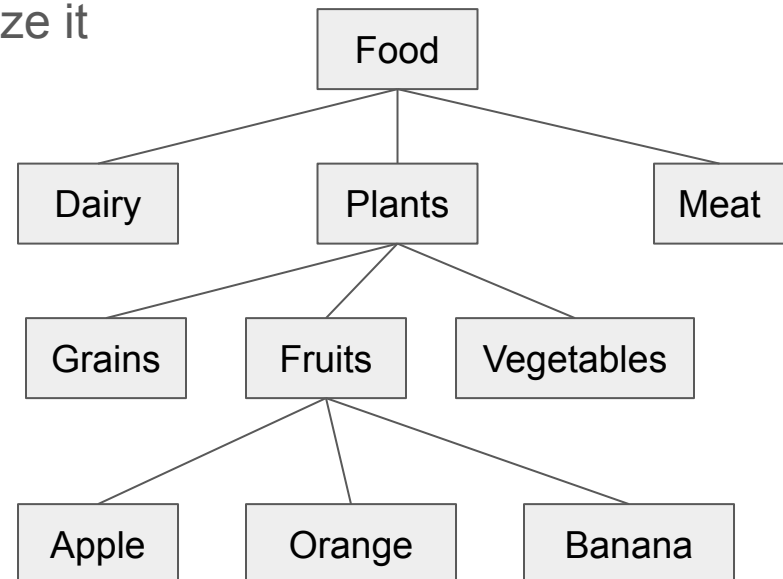 ze it
Food
Dairy Plants Meat
Grains Fruits Vegetables
Apple Orange Banana